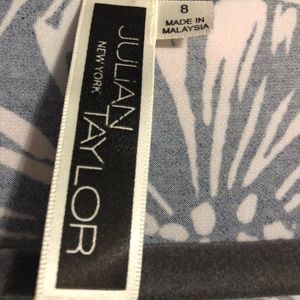 JULIAN
TAYLOR
NEW YORK
8
MADE IN
MALAYSIA